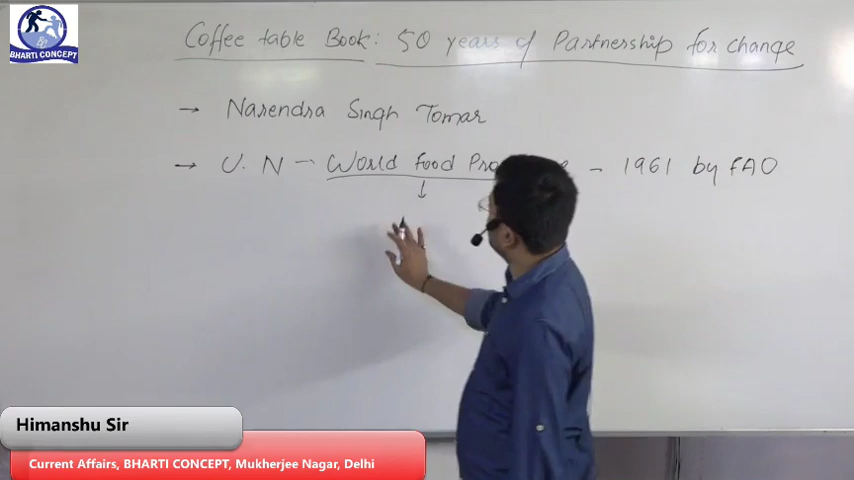 BHARTI CONCEPT
Coffee table Book: 50 years of Partnership for change
→ Narendra Singh Tomar
→ U.N – World food – 1961 by FAO
Himanshu Sir
Current Affairs, BHARTI CONCEPT, Mukherjee Nagar, Delhi